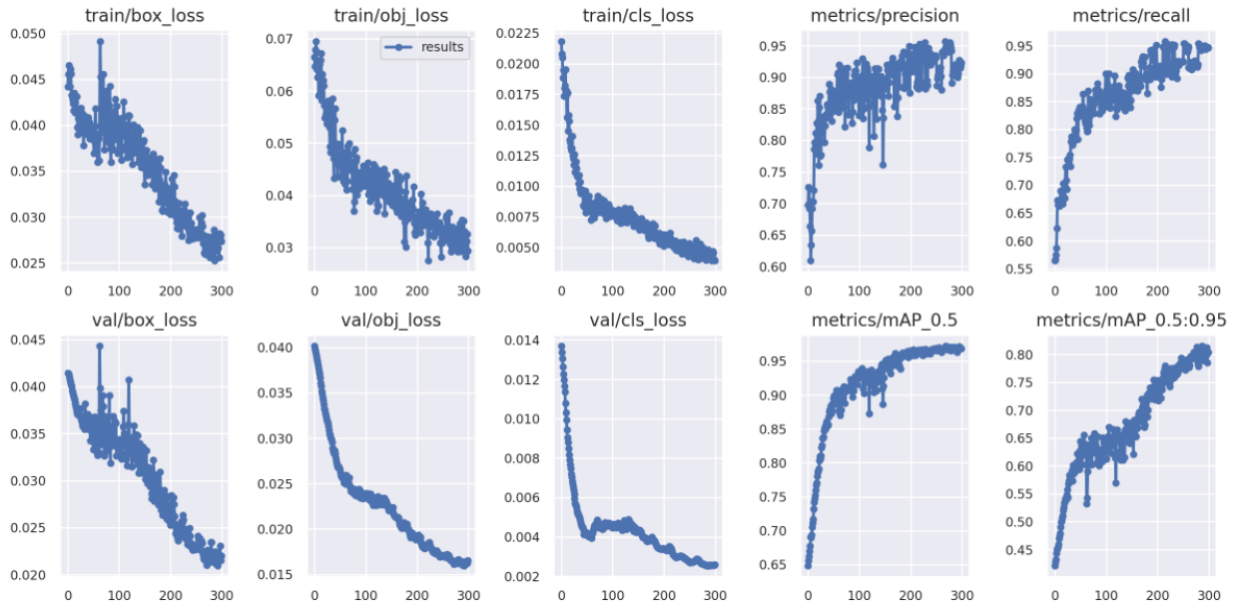 train/box_loss train/obj_loss train/cls_loss metrics/precision metrics/recall
0.050 0.045 0.040 0.035 0.030 0.025
0 100 200 300
0.07 0.06 0.05 0.04 0.03
results
0 100 200 300
0.0225 0.0200 0.0175 0.0150 0.0125 0.0100 0.0075 0.0050
0 100 200 300
0.95 0.90 0.85 0.80 0.75 0.70 0.65 0.60
0 100 200 300
0.95 0.90 0.85 0.80 0.75 0.70 0.65 0.60 0.55
0 100 200 300
val/box_loss val/obj_loss val/cls_loss metrics/mAP_0.5 metrics/mAP_0.5:0.95
0.045 0.040 0.035 0.030 0.025 0.020
0 100 200 300
0.040 0.035 0.030 0.025 0.020 0.015
0 100 200 300
0.014 0.012 0.010 0.008 0.006 0.004 0.002
0 100 200 300
0.95 0.90 0.85 0.80 0.75 0.70 0.65
0 100 200 300
0.80 0.75 0.70 0.65 0.60 0.55 0.50 0.45
0 100 200 300